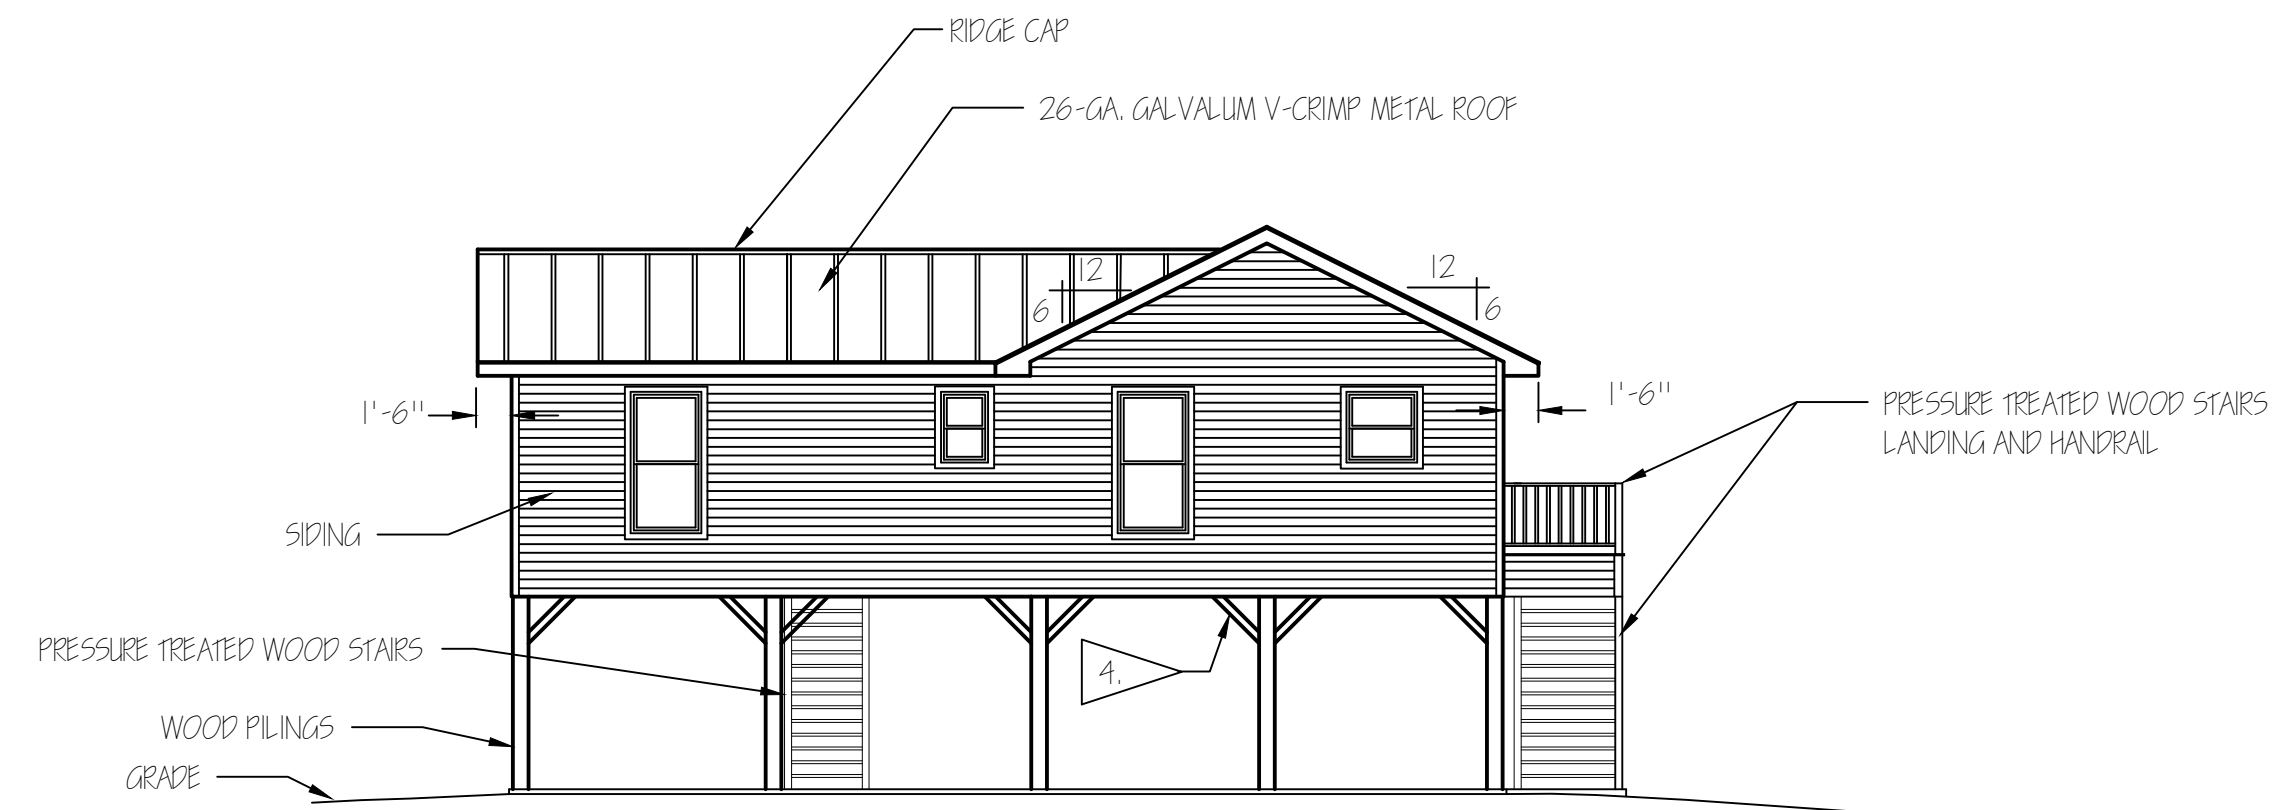 RIDGE CAP
26-GA. GALVALUM V-CRIMP METAL ROOF
12
6
12
6
1'-6"
1'-6"
PRESSURE TREATED WOOD STAIRS
LANDING AND HANDRAIL
SIDING
PRESSURE TREATED WOOD STAIRS
4.
WOOD PILINGS
GRADE